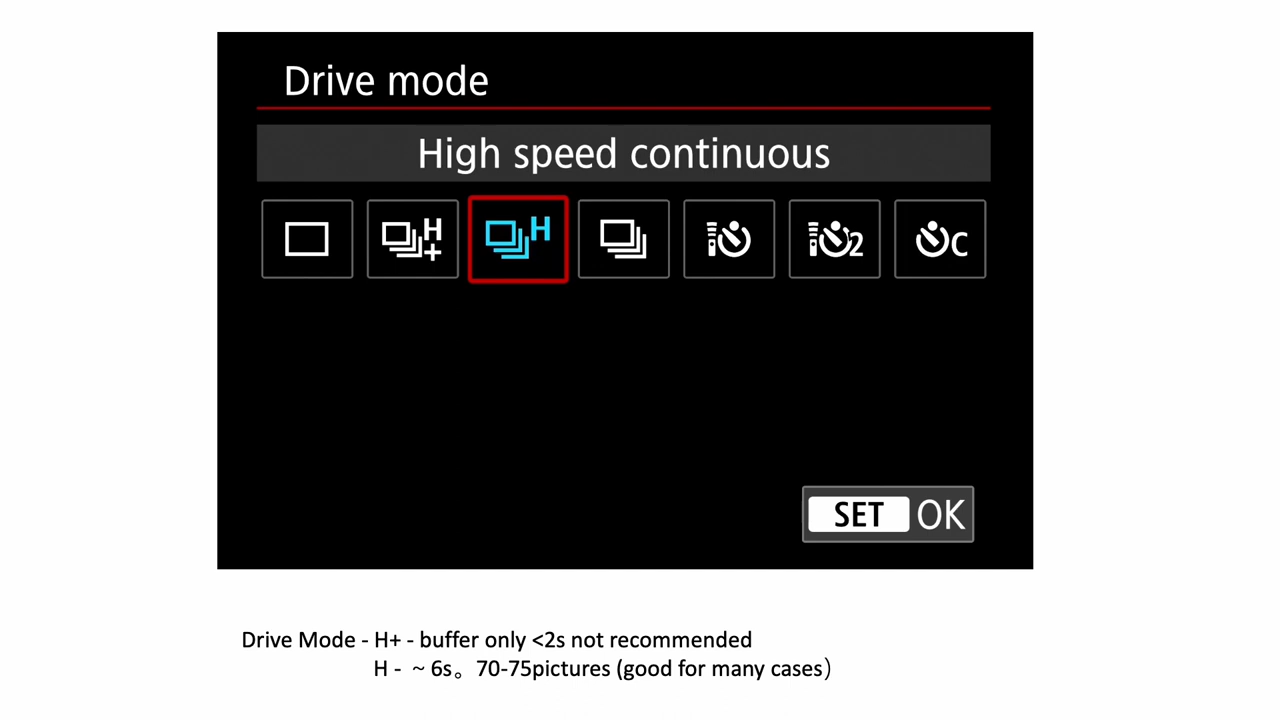 Drive mode
High speed continuous
H+ H 2 C
SET OK
Drive Mode - H+ - buffer only <2s not recommended
H - ~ 6s。70-75pictures (good for many cases）